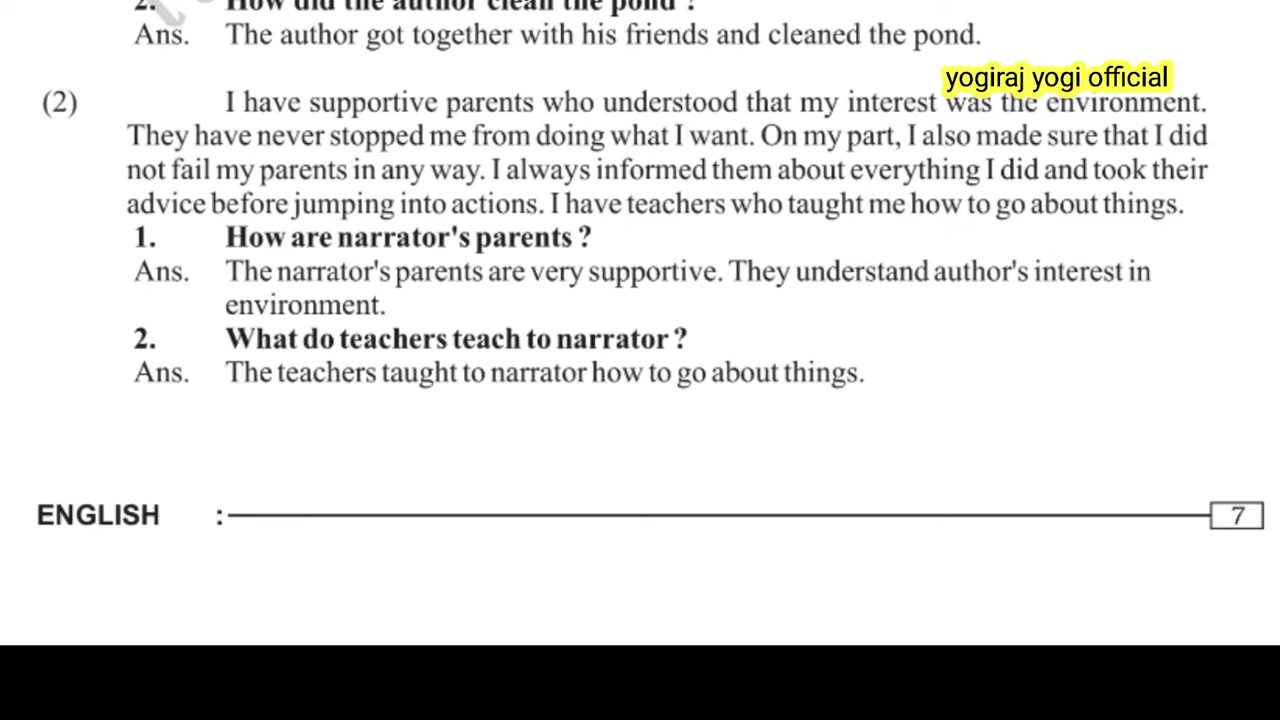 2. How did the author clean the pond ?
Ans. The author got together with his friends and cleaned the pond.
yogiraj yogi official
(2) I have supportive parents who understood that my interest was the environment.
They have never stopped me from doing what I want. On my part, I also made sure that I did
not fail my parents in any way. I always informed them about everything I did and took their
advice before jumping into actions. I have teachers who taught me how to go about things.
1. How are narrator's parents ?
Ans. The narrator's parents are very supportive. They understand author's interest in
environment.
2. What do teachers teach to narrator ?
Ans. The teachers taught to narrator how to go about things.
ENGLISH : 7